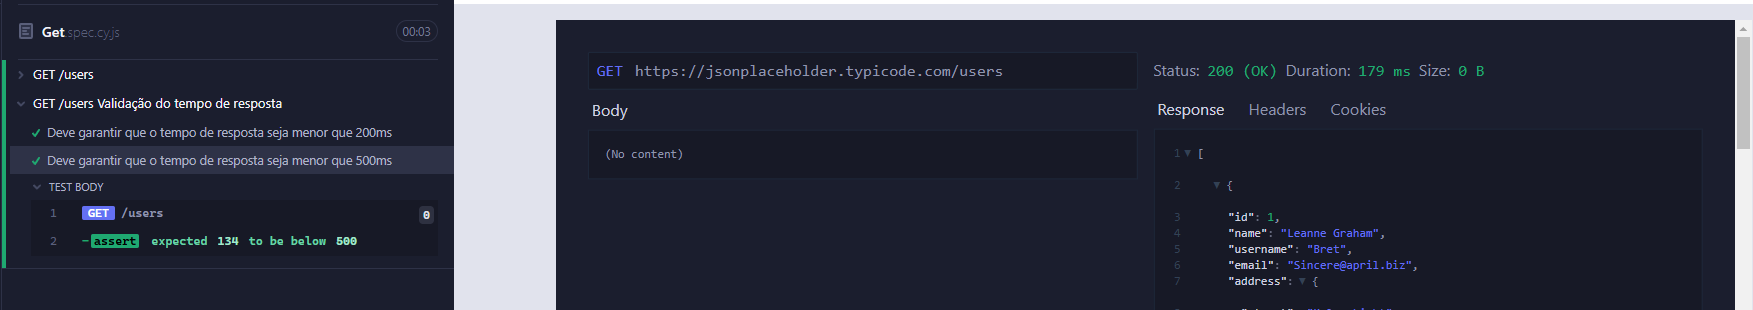 Get.spec.cy.js 00:03
GET /users
GET /users Validação do tempo de resposta
Deve garantir que o tempo de resposta seja menor que 200ms
Deve garantir que o tempo de resposta seja menor que 500ms
TEST BODY
1 GET /users 0
2 -assert expected 134 to be below 500
GET https://jsonplaceholder.typicode.com/users
Body
(No content)
Status: 200 (OK) Duration: 179 ms Size: 0 B
Response Headers Cookies
1 [
2 {
3 "id": 1,
4 "name": "Leanne Graham",
5 "username": "Bret",
6 "email": "Sincere@april.biz",
7 "address": {